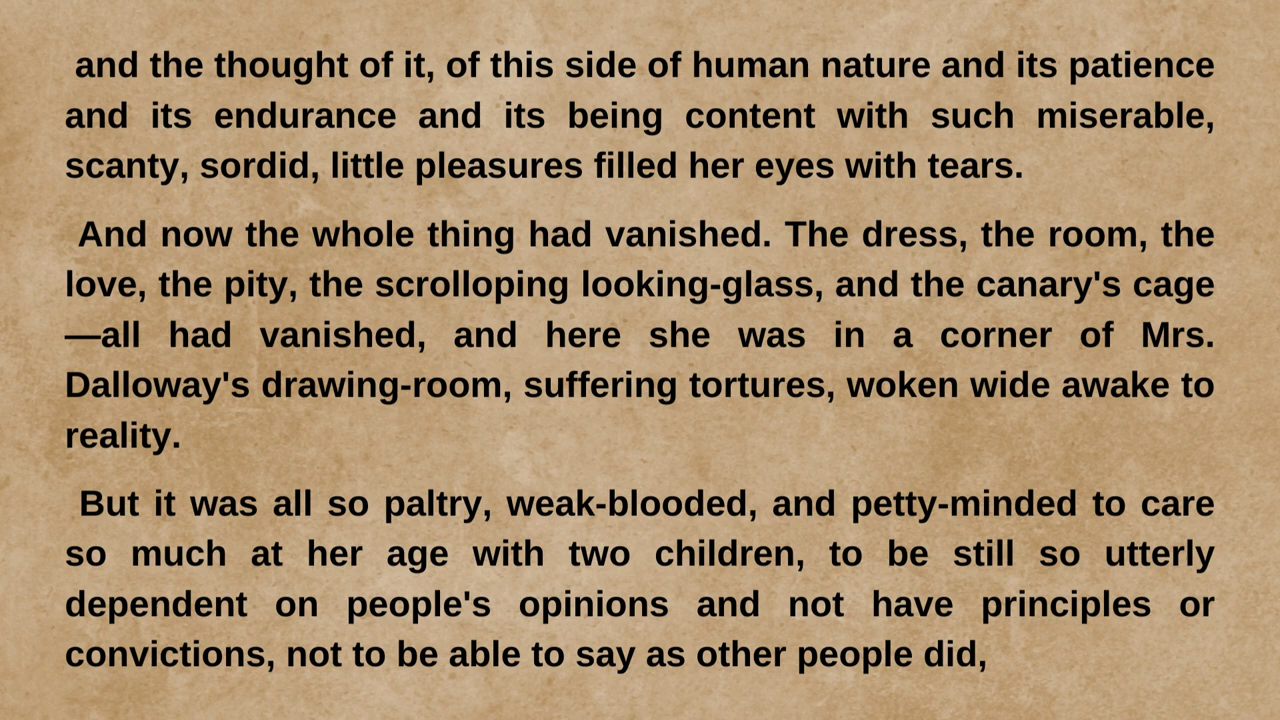 and the thought of it, of this side of human nature and its patience
and its endurance and its being content with such miserable,
scanty, sordid, little pleasures filled her eyes with tears.
And now the whole thing had vanished. The dress, the room, the
love, the pity, the scrolloping looking-glass, and the canary's cage
—all had vanished, and here she was in a corner of Mrs.
Dalloway's drawing-room, suffering tortures, woken wide awake to
reality.
But it was all so paltry, weak-blooded, and petty-minded to care
so much at her age with two children, to be still so utterly
dependent on people's opinions and not have principles or
convictions, not to be able to say as other people did,